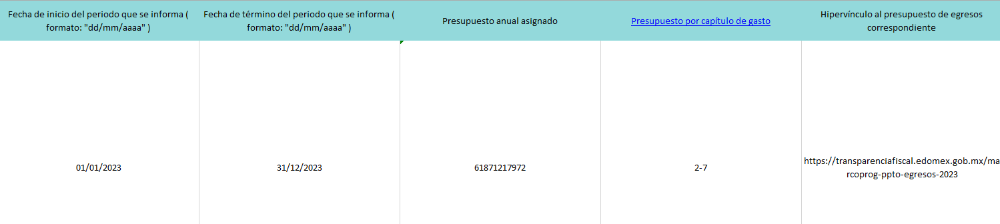 Fecha de inicio del periodo que se informa (
formato: "dd/mm/aaaa" )
Fecha de término del periodo que se informa (
formato: "dd/mm/aaaa" )
Presupuesto anual asignado
Presupuesto por capítulo de gasto
Hipervínculo al presupuesto de egresos
correspondiente
01/01/2023
31/12/2023
61871217972
2-7
https://transparenciafiscal.edomex.gob.mx/ma
rcoprog-ppto-egresos-2023